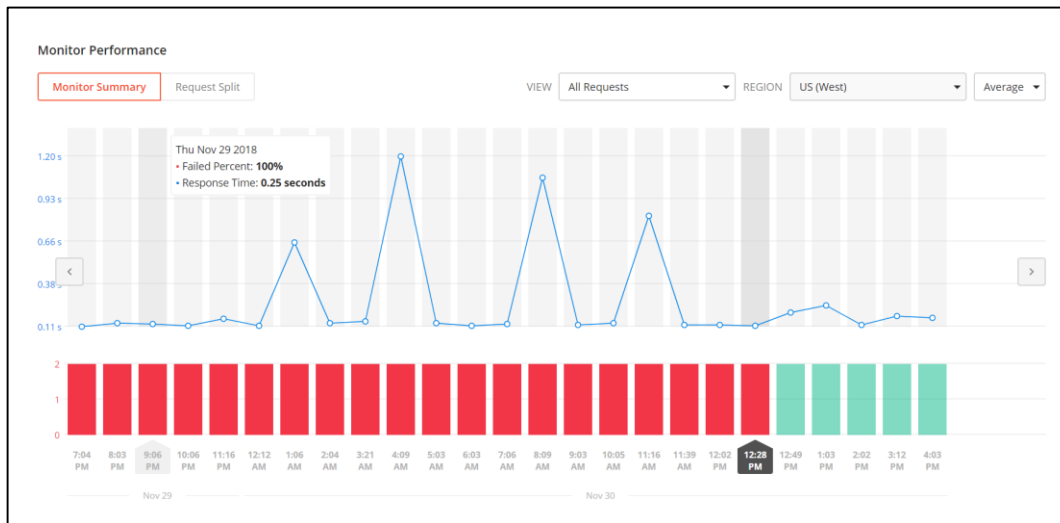 Monitor Performance
Monitor Summary Request Split VIEW All Requests REGION US (West) Average
Thu Nov 29 2018
• Failed Percent: 100%
• Response Time: 0.25 seconds
1.20 s
0.93 s
0.66 s
0.38 s
0.11 s
2
1
0
7:04 8:03 9:06 10:06 11:16 12:12 1:06 2:04 3:21 4:09 5:03 6:03 7:06 8:09 9:03 10:05 11:16 11:39 12:02 12:28 12:49 1:03 2:02 3:12 4:03
PM PM PM PM PM AM AM AM AM AM AM AM AM AM AM AM AM AM PM PM PM PM PM PM PM
Nov 29 Nov 30